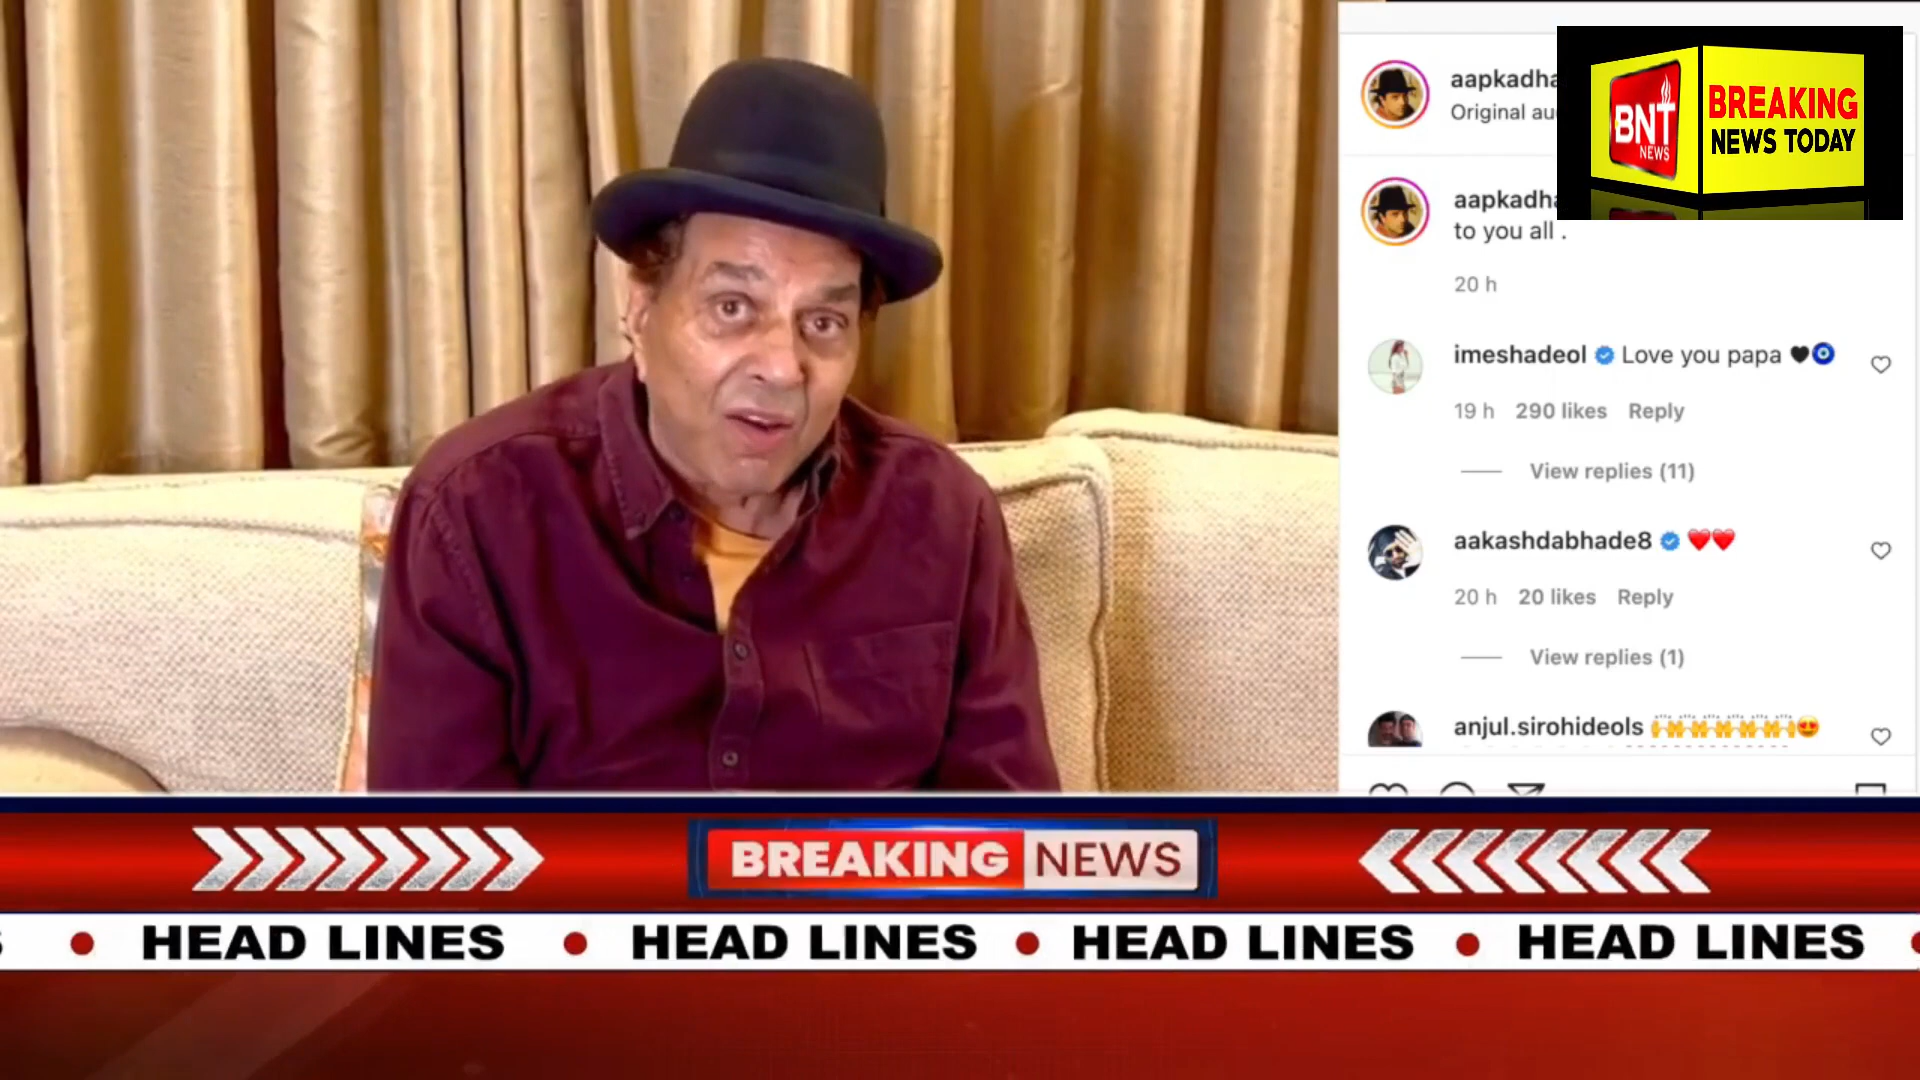 aapkadha
Original au
BNT
NEWS
BREAKING
NEWS TODAY
aapkadha
to you all .
20 h
imeshadeol Love you papa 🖤🧿
19 h 290 likes Reply
View replies (11)
aakashdabhade8 ❤️❤️
20 h 20 likes Reply
View replies (1)
anjul.sirohideols 🙌🙌🙌🙌🙌🙌😍
BREAKING NEWS
S • HEAD LINES • HEAD LINES • HEAD LINES • HEAD LINES •